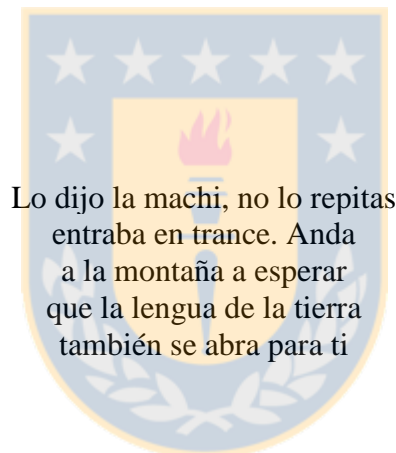 Lo dijo la machi, no lo repitas
entraba en trance. Anda
a la montaña a esperar
que la lengua de la tierra
también se abra para ti